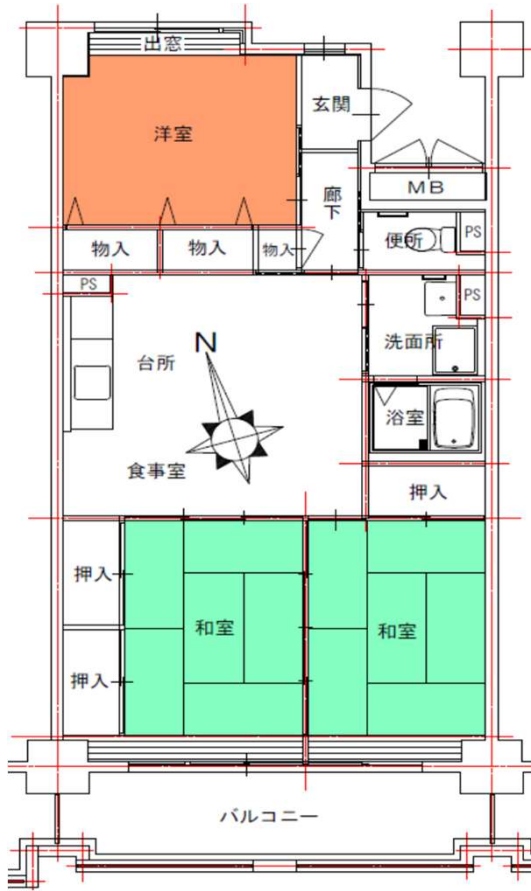 出窓
洋室
玄関
廊下
MB
物入
物入
物入
便所
PS
PS
PS
台所
N
洗面所
食事室
浴室
押入
押入
和室
和室
押入
バルコニー